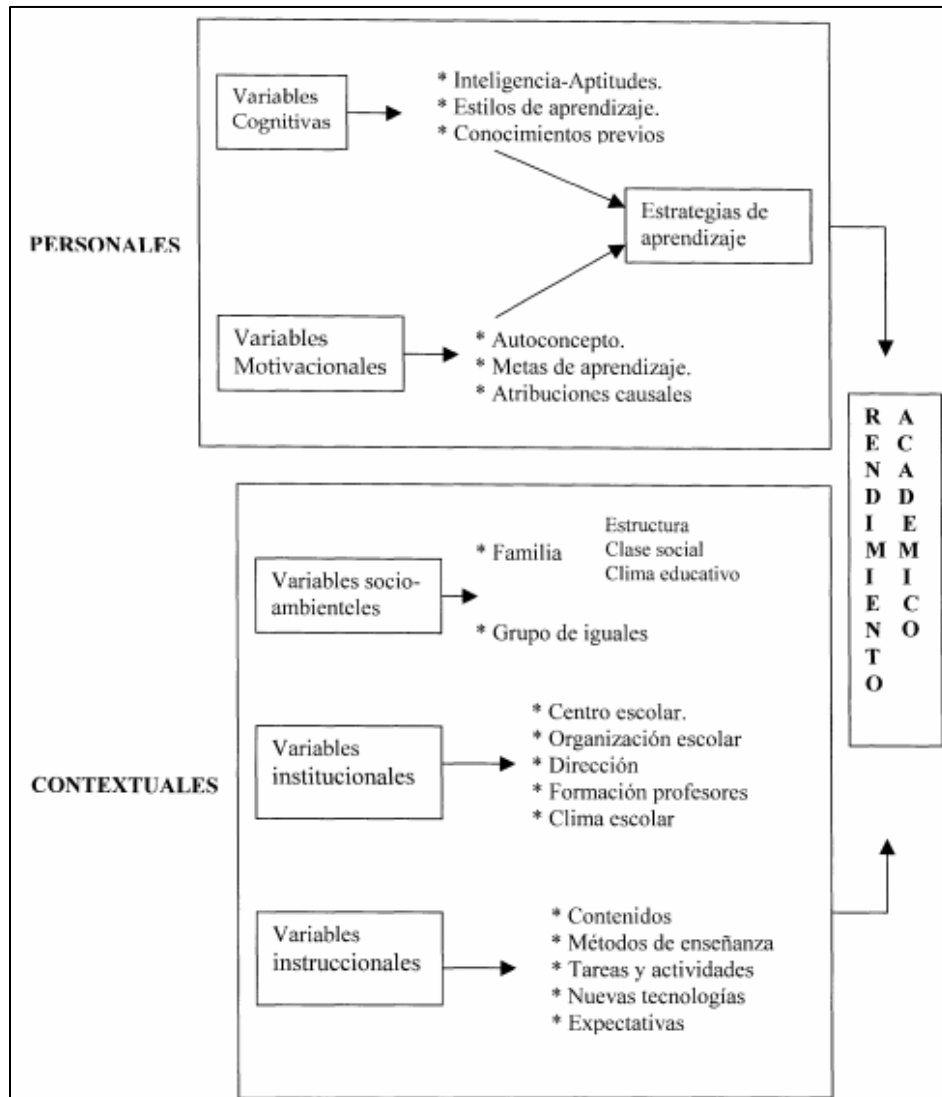 Variables
Cognitivas
* Inteligencia-Aptitudes.
* Estilos de aprendizaje.
* Conocimientos previos
Estrategias de
aprendizaje
PERSONALES
Variables
Motivacionales
* Autoconcepto.
* Metas de aprendizaje.
* Atribuciones causales
RENDIMIENTO
ACADEMICO
Variables socio-
ambienteles
* Familia
Estructura
Clase social
Clima educativo
* Grupo de iguales
CONTEXTUALES
Variables
institucionales
* Centro escolar.
* Organización escolar
* Dirección
* Formación profesores
* Clima escolar
Variables
instruccionales
* Contenidos
* Métodos de enseñanza
* Tareas y actividades
* Nuevas tecnologías
* Expectativas